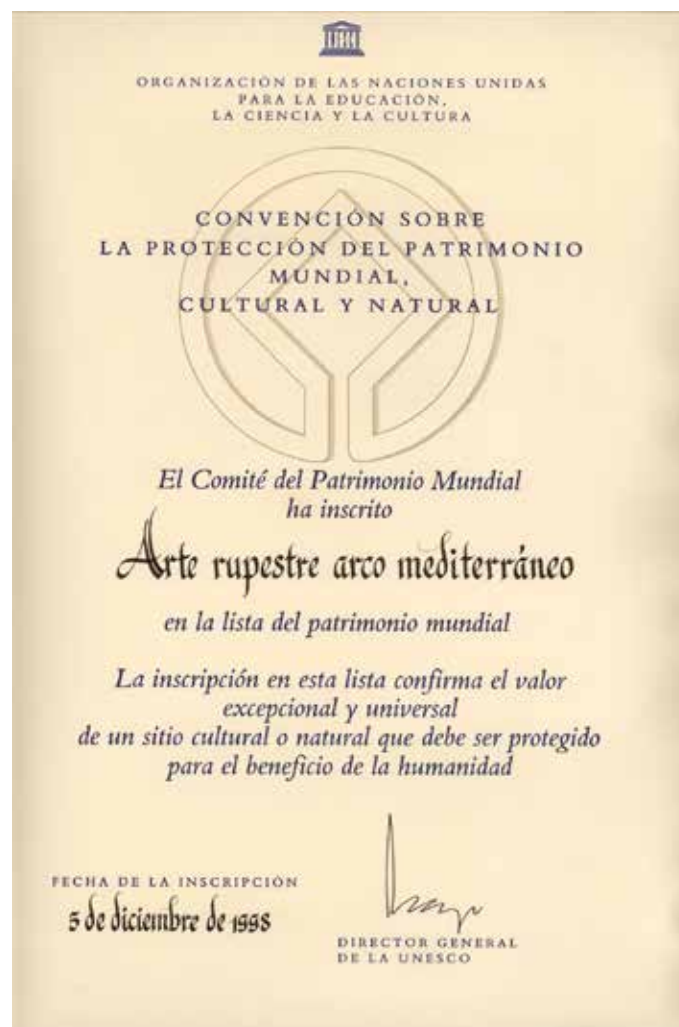 ORGANIZACIÓN DE LAS NACIONES UNIDAS
PARA LA EDUCACIÓN,
LA CIENCIA Y LA CULTURA
CONVENCIÓN SOBRE
LA PROTECCIÓN DEL PATRIMONIO
MUNDIAL,
CULTURAL Y NATURAL
El Comité del Patrimonio Mundial
ha inscrito
Arte rupestre arco mediterráneo
en la lista del patrimonio mundial
La inscripción en esta lista confirma el valor
excepcional y universal
de un sitio cultural o natural que debe ser protegido
para el beneficio de la humanidad
FECHA DE LA INSCRIPCIÓN
5 de diciembre de 1998
DIRECTOR GENERAL
DE LA UNESCO